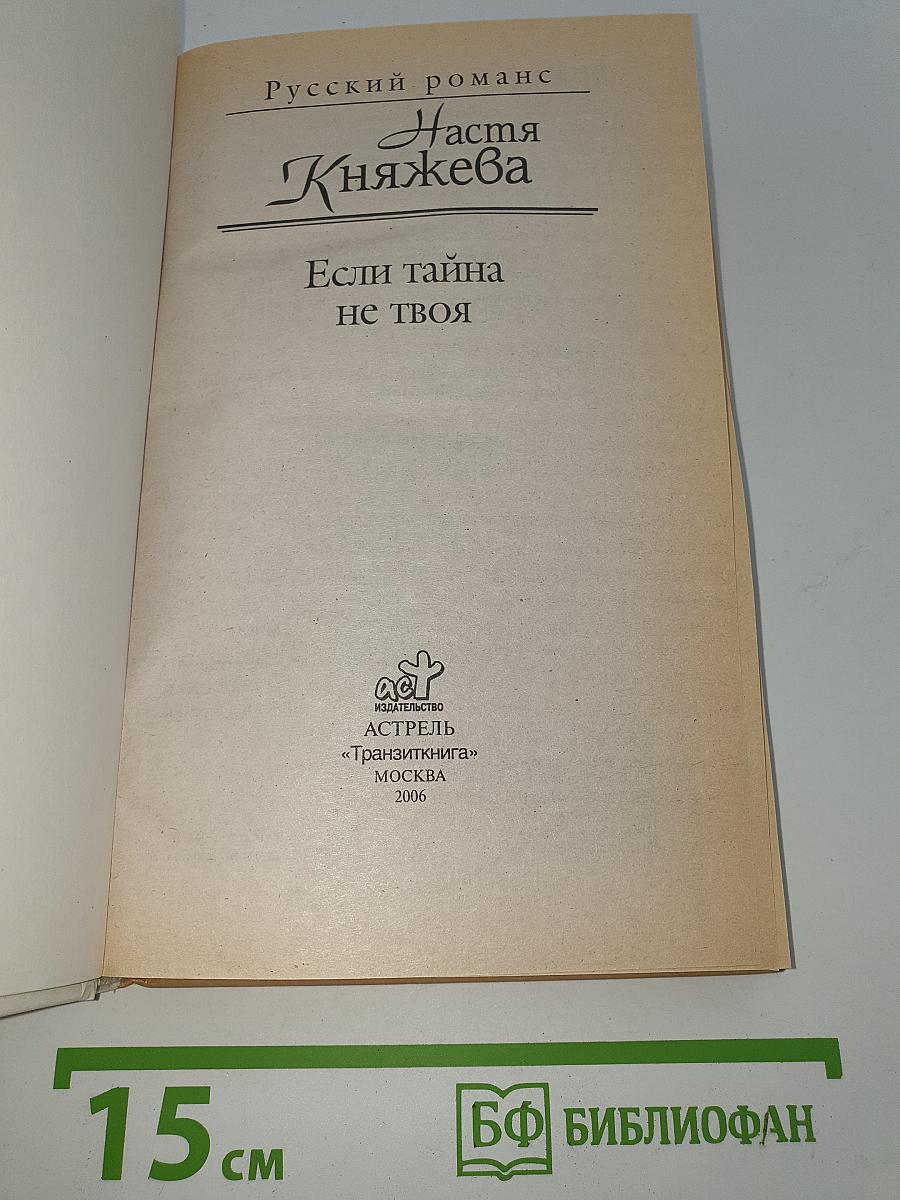 Русский романс
Настя
Княжева
Если тайна
не твоя
аст
ИЗДАТЕЛЬСТВО
АСТРЕЛЬ
«Транзиткнига»
МОСКВА
2006
15 см
БФ БИБЛИОФАН